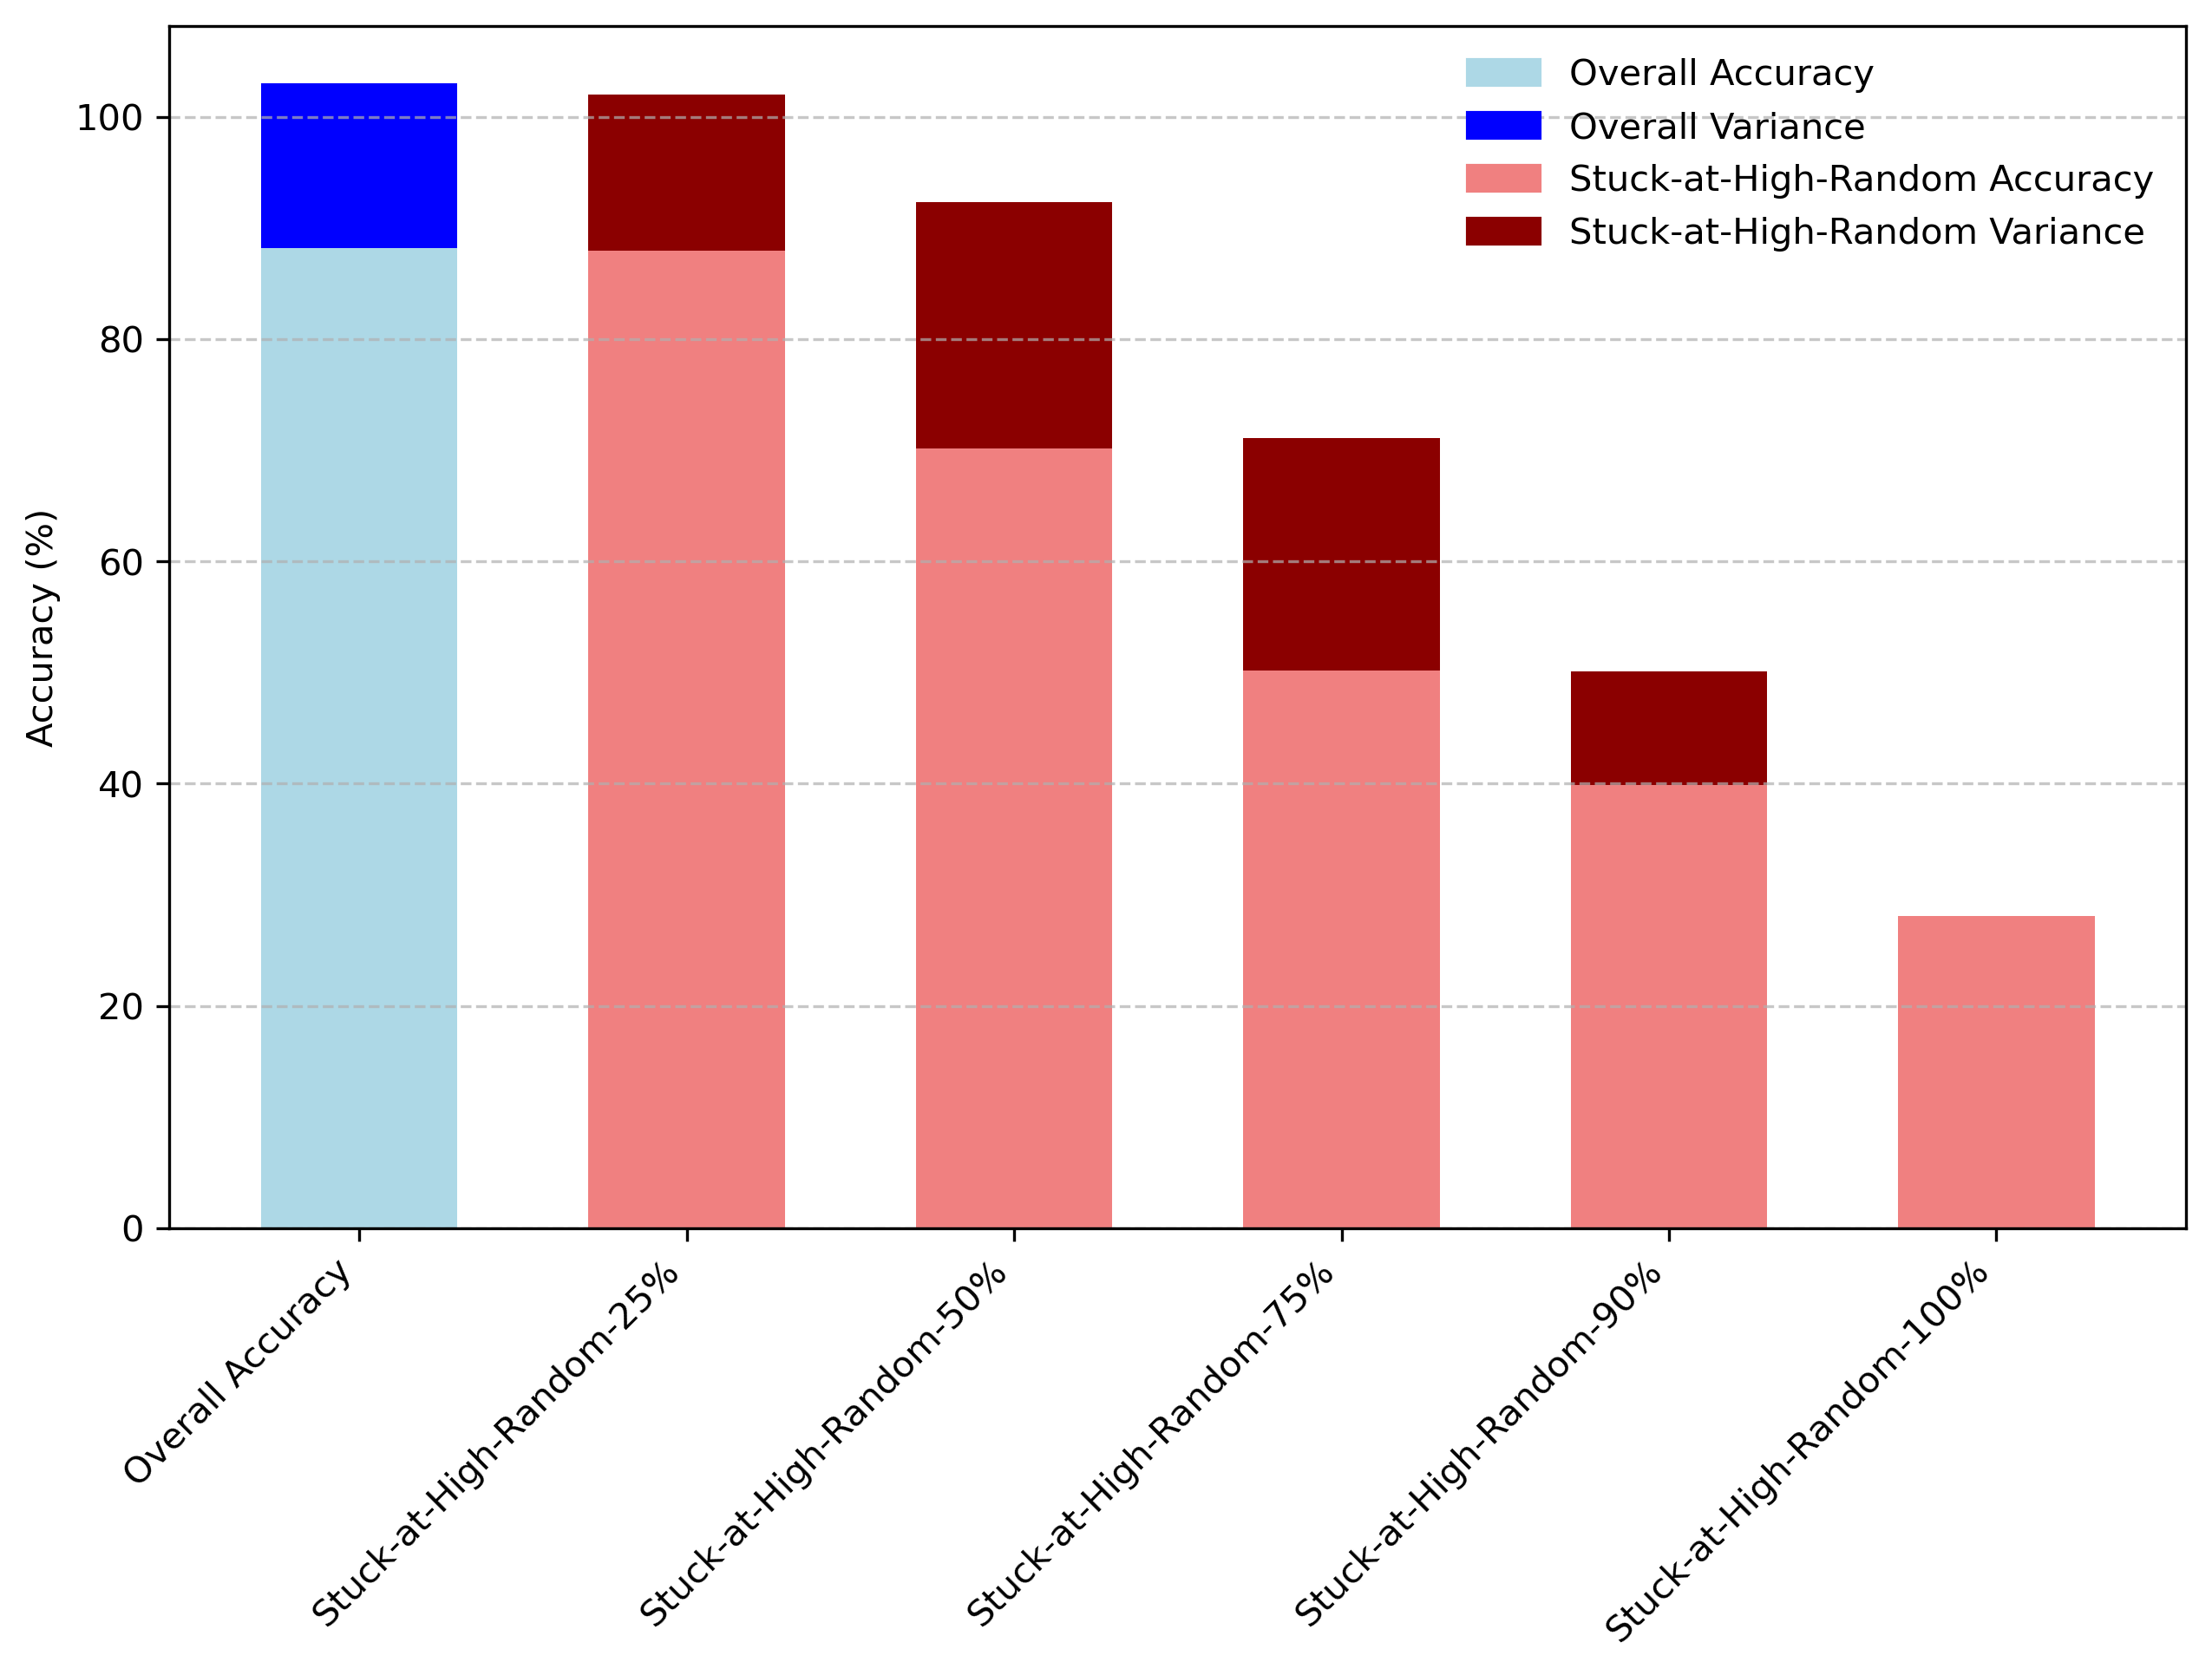 Overall Accuracy
Overall Variance
Stuck-at-High-Random Accuracy
Stuck-at-High-Random Variance
Accuracy (%)
100
80
60
40
20
0
Overall Accuracy
Stuck-at-High-Random-25%
Stuck-at-High-Random-50%
Stuck-at-High-Random-75%
Stuck-at-High-Random-90%
Stuck-at-High-Random-100%